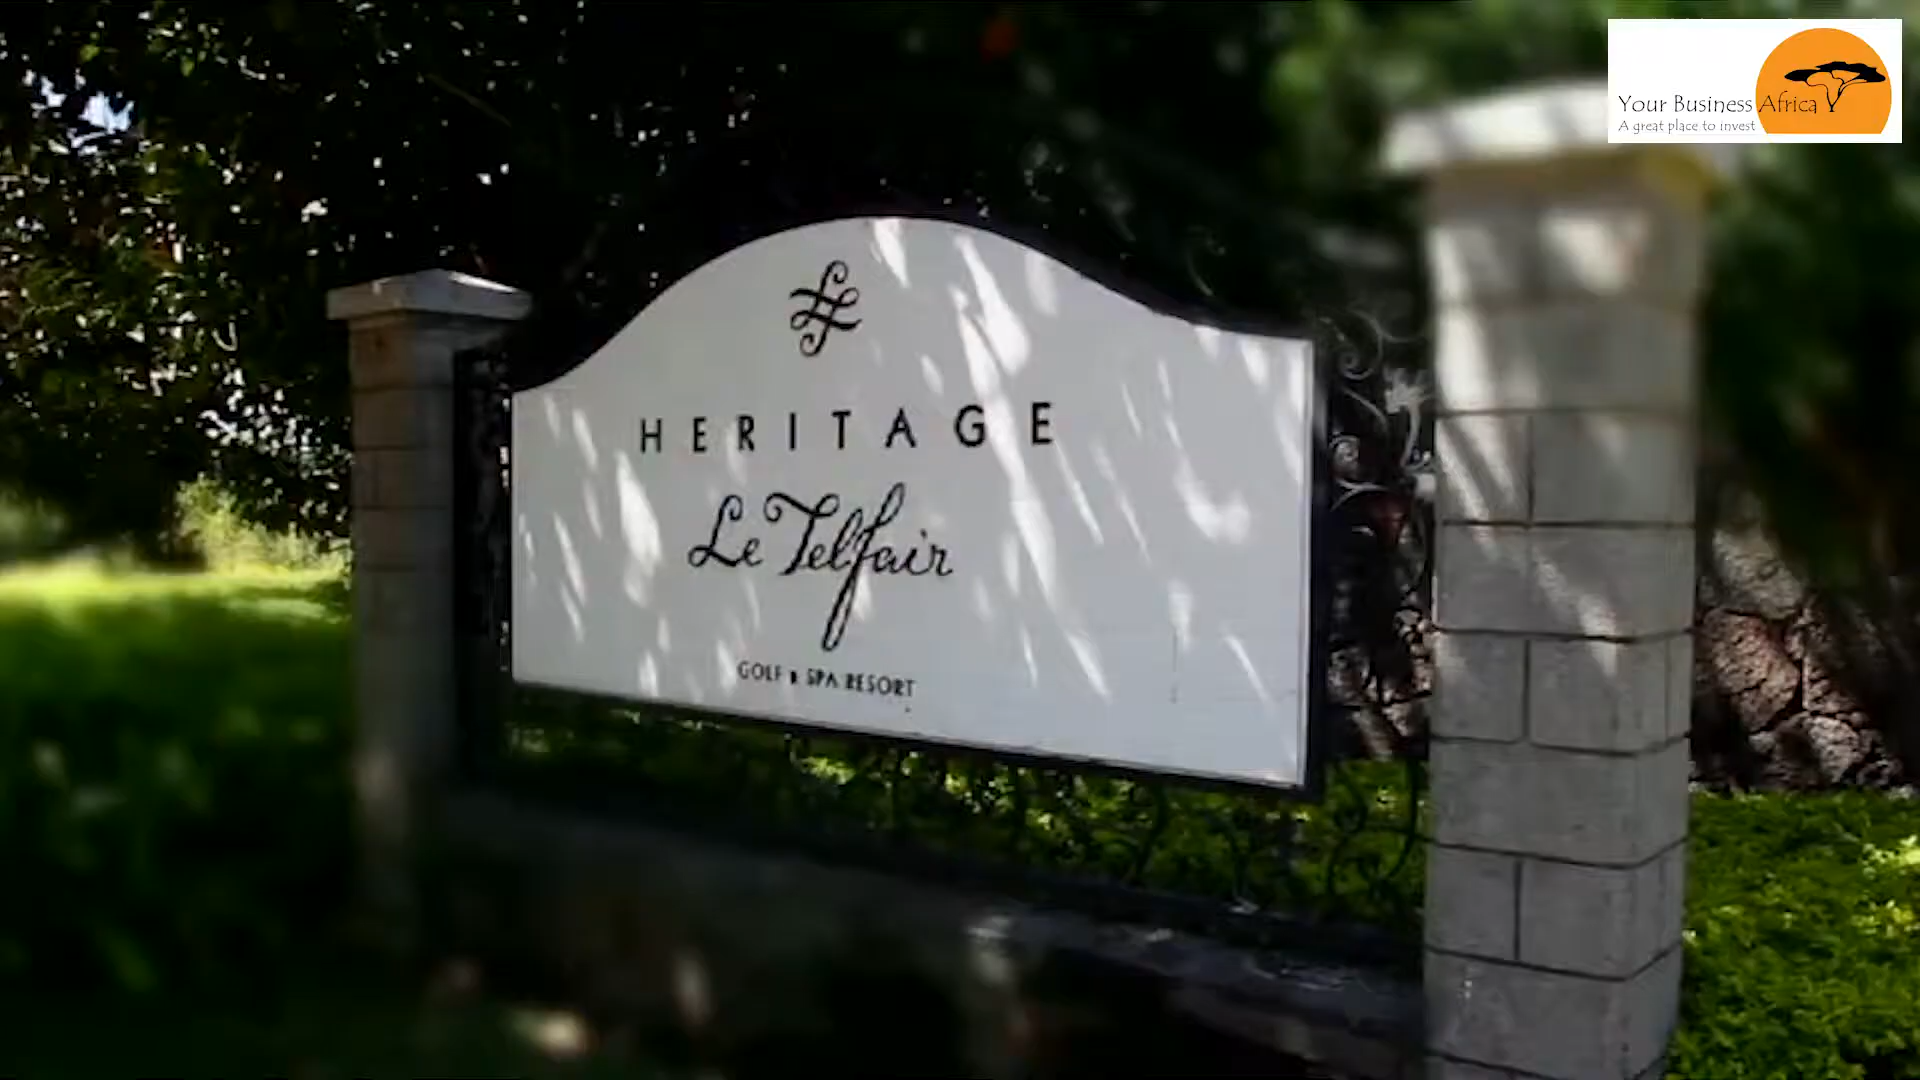 Your Business Africa
A great place to invest
HERITAGE
Le Telfair
GOLF & SPA RESORT